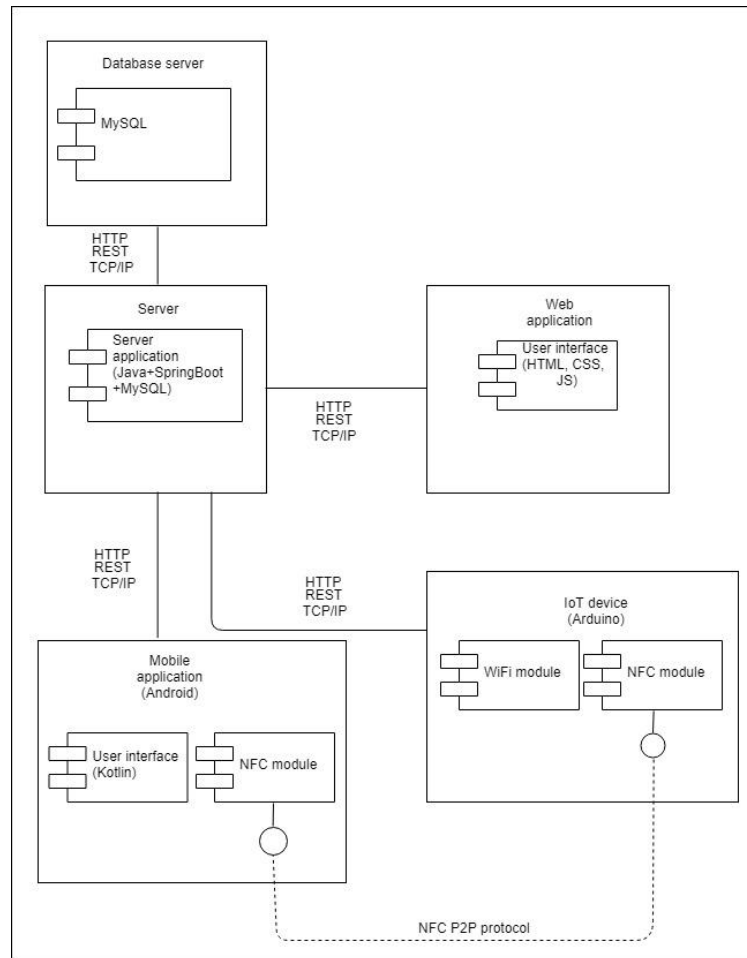 Database server
MySQL
HTTP
REST
TCP/IP
Server
Server
application
(Java+SpringBoot
+MySQL)
Web
application
User interface
(HTML, CSS,
JS)
HTTP
REST
TCP/IP
HTTP
REST
TCP/IP
HTTP
REST
TCP/IP
IoT device
(Arduino)
WiFi module
NFC module
Mobile
application
(Android)
User interface
(Kotlin)
NFC module
NFC P2P protocol